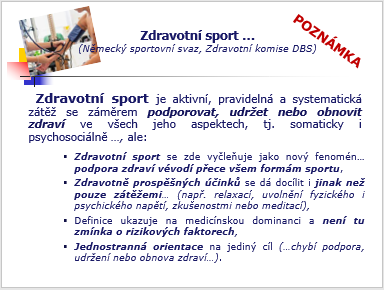 POZNÁMKA
Zdravotní sport …
(Německý sportovní svaz, Zdravotní komise DBS)
Zdravotní sport je aktivní, pravidelná a systematická
zátěž se záměrem podporovat, udržet nebo obnovit
zdraví ve všech jeho aspektech, tj. somaticky i
psychosociálně …, ale:
▪ Zdravotní sport se zde vyčleňuje jako nový fenomén…
podpora zdraví vévodí přece všem formám sportu,
▪ Zdravotně prospěšných účinků se dá docílit i jinak než
pouze zátěžemi… (např. relaxací, uvolnění fyzického i
psychického napětí, zkušenostmi nebo meditací),
▪ Definice ukazuje na medicínskou dominanci a není tu
zmínka o rizikových faktorech,
▪ Jednostranná orientace na jediný cíl (…chybí podpora,
udržení nebo obnova zdraví…).